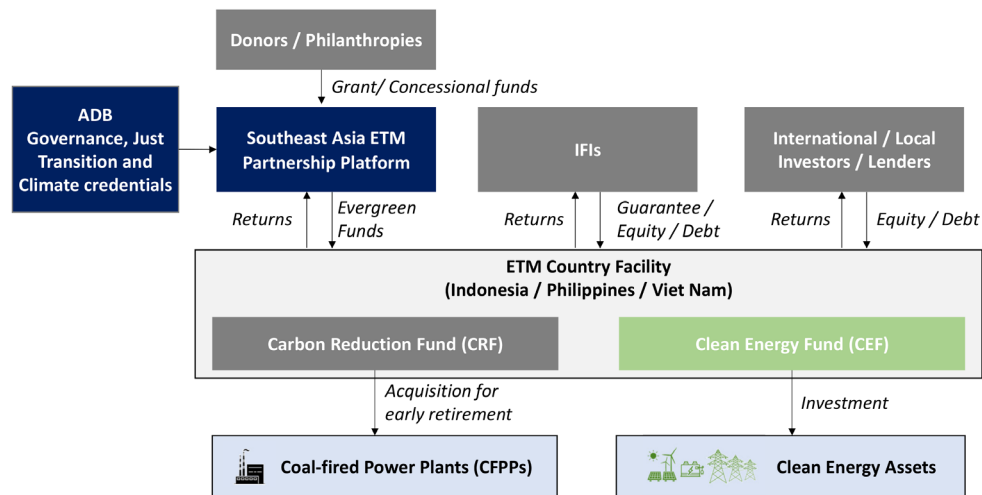 Donors / Philanthropies
Grant/ Concessional funds
ADB
Governance, Just
Transition and
Climate credentials
Southeast Asia ETM
Partnership Platform
IFIs
International / Local
Investors / Lenders
Returns
Evergreen
Funds
Returns
Guarantee /
Equity / Debt
Returns
Equity / Debt
ETM Country Facility
(Indonesia / Philippines / Viet Nam)
Carbon Reduction Fund (CRF)
Clean Energy Fund (CEF)
Acquisition for
early retirement
Investment
Coal-fired Power Plants (CFPPs)
Clean Energy Assets